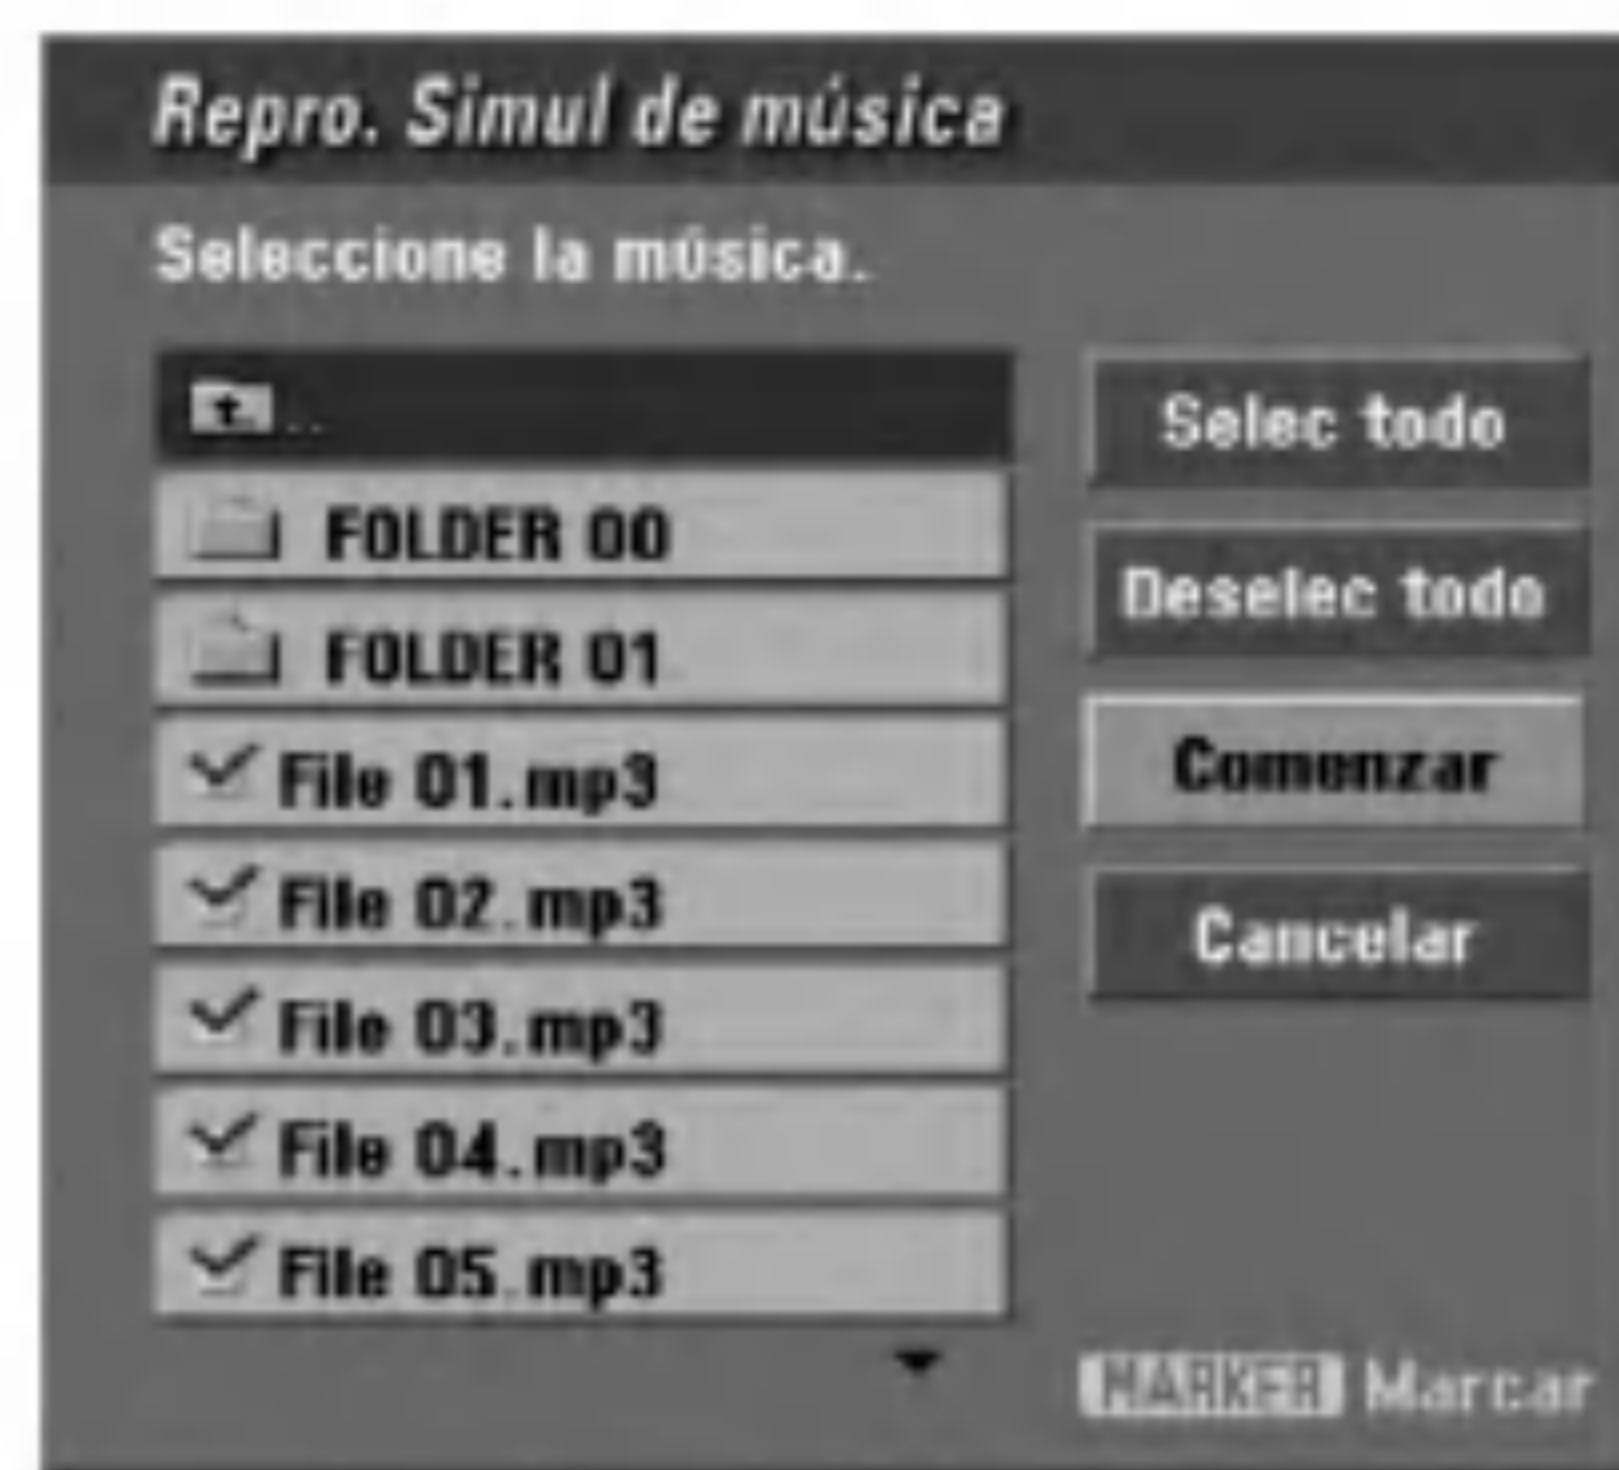 Repro. Simul de música
Seleccione la música.
..
FOLDER 00
FOLDER 01
File 01.mp3
File 02.mp3
File 03.mp3
File 04.mp3
File 05.mp3
Selec todo
Deselec todo
Comenzar
Cancelar
MARKER Marcar